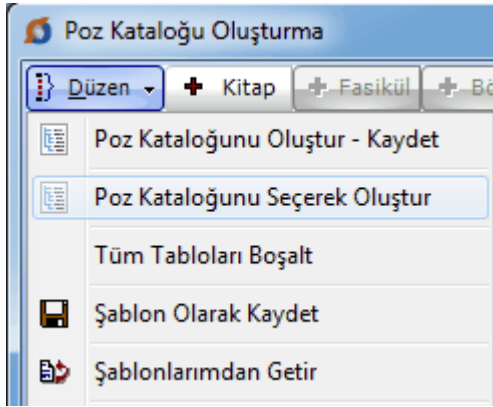 Poz Kataloğu Oluşturma
Düzen Kitap Fasikül Bö
Poz Kataloğunu Oluştur - Kaydet
Poz Kataloğunu Seçerek Oluştur
Tüm Tabloları Boşalt
Şablon Olarak Kaydet
Şablonlarımdan Getir